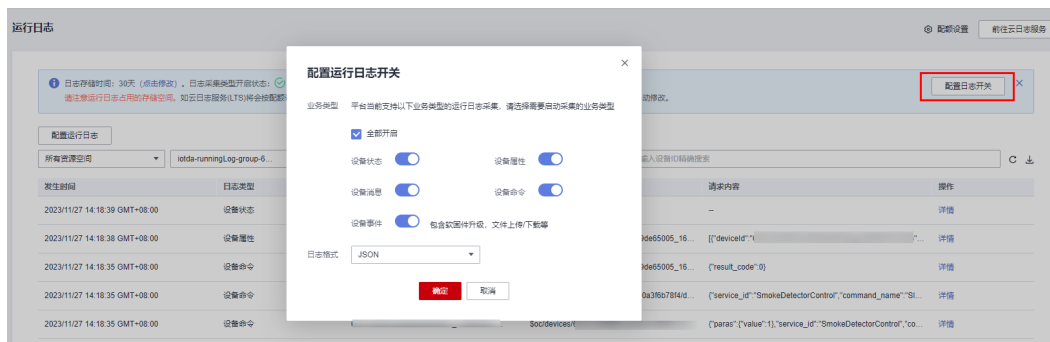 运行日志
配额设置
前往云日志服务
日志存储时间：30天（点击修改）。日志采集类型开启状态：
请注意运行日志占用的存储空间。如云日志服务(LTS)将会按配额
动修改。
配置日志开关
配置运行日志
所有资源空间
iotda-runningLog-group-6...
输入设备ID精确搜索
发生时间
日志类型
请求内容
操作
2023/11/27 14:18:39 GMT+08:00
设备状态
--
详情
2023/11/27 14:18:38 GMT+08:00
设备属性
9de65005_16...
[{"deviceId":"
"...
详情
2023/11/27 14:18:35 GMT+08:00
设备命令
9de65005_16...
{"result_code":0}
详情
2023/11/27 14:18:35 GMT+08:00
设备命令
0a3f6b78f4/d...
{"service_id":"SmokeDetectorControl","command_name":"SI...
详情
2023/11/27 14:18:35 GMT+08:00
设备命令
$oc/devices/
{"paras":{"value":1},"service_id":"SmokeDetectorControl","co...
详情
配置运行日志开关
业务类型
平台当前支持以下业务类型的运行日志采集，请选择需要启动采集的业务类型
全部开启
设备状态
设备属性
设备消息
设备命令
设备事件
包含软固件升级，文件上传/下载等
日志格式
JSON
确定
取消